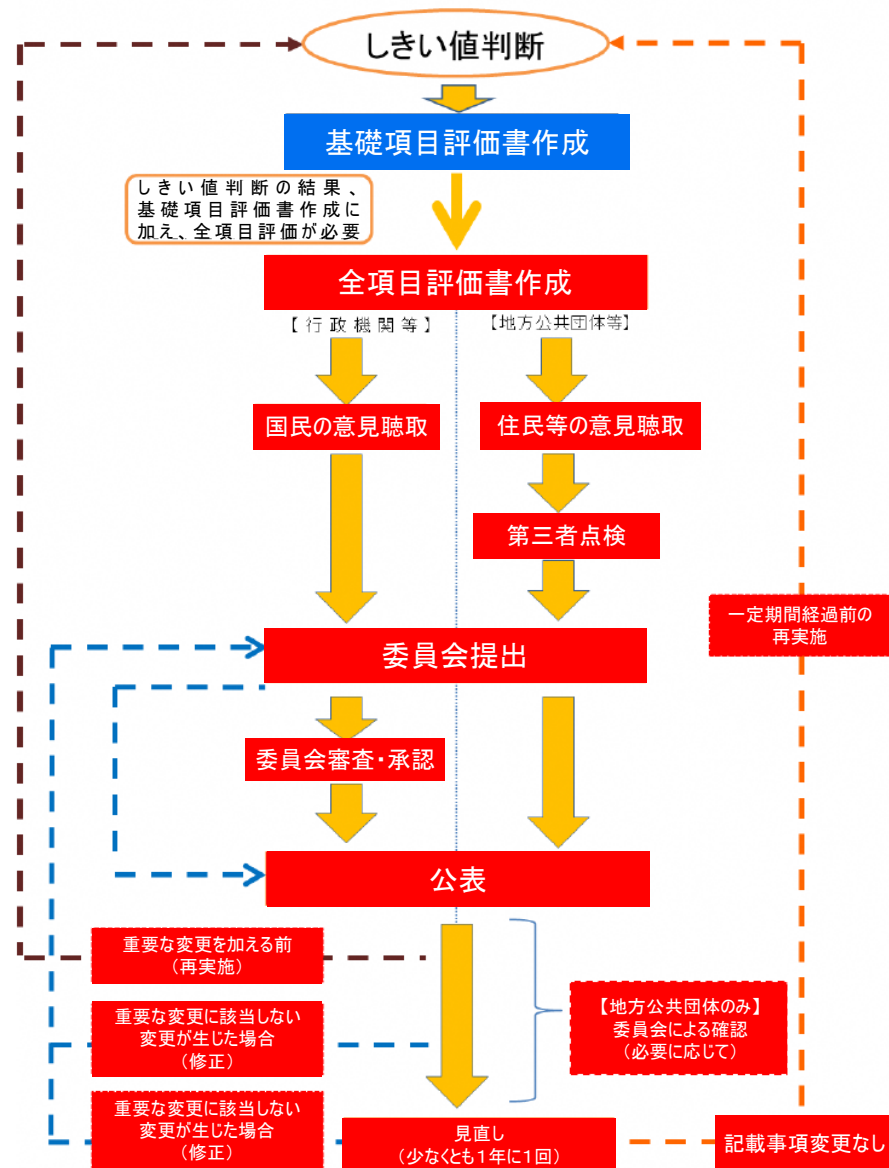 しきい値判断
基礎項目評価書作成
しきい値判断の結果、
基礎項目評価書作成に
加え、全項目評価が必要
全項目評価書作成
【行政機関等】
【地方公共団体等】
国民の意見聴取
住民等の意見聴取
第三者点検
一定期間経過前の
再実施
委員会提出
委員会審査・承認
公表
重要な変更を加える前
（再実施）
【地方公共団体のみ】
委員会による確認
（必要に応じて）
重要な変更に該当しない
変更が生じた場合
（修正）
重要な変更に該当しない
変更が生じた場合
（修正）
見直し
（少なくとも１年に１回）
記載事項変更なし